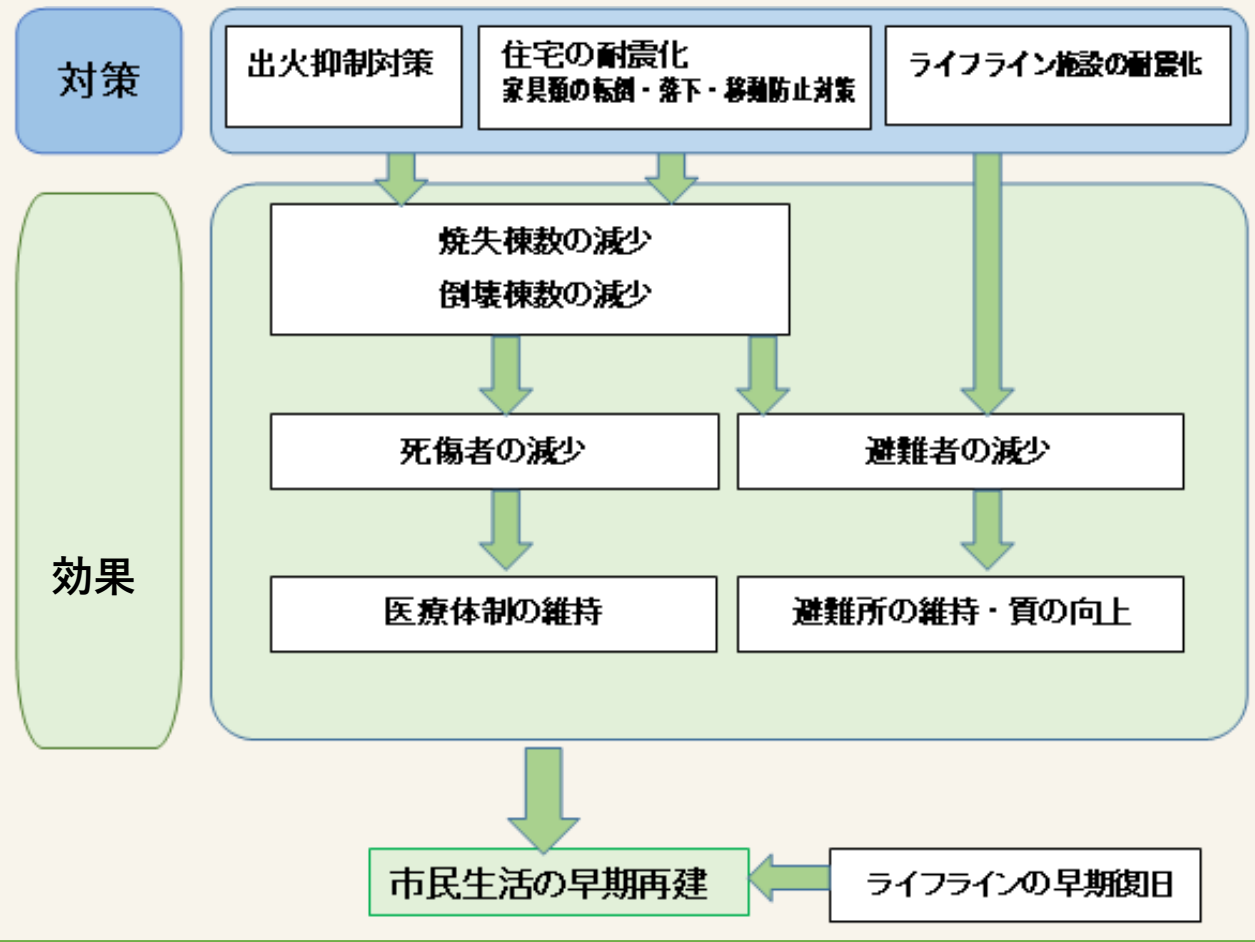 対策
出火抑制対策
住宅の耐震化
家具類の転倒・落下・移動防止対策
ライフライン施設の耐震化
効果
焼失棟数の減少
倒壊棟数の減少
死傷者の減少
避難者の減少
医療体制の維持
避難所の維持・質の向上
市民生活の早期再建
ライフラインの早期復旧